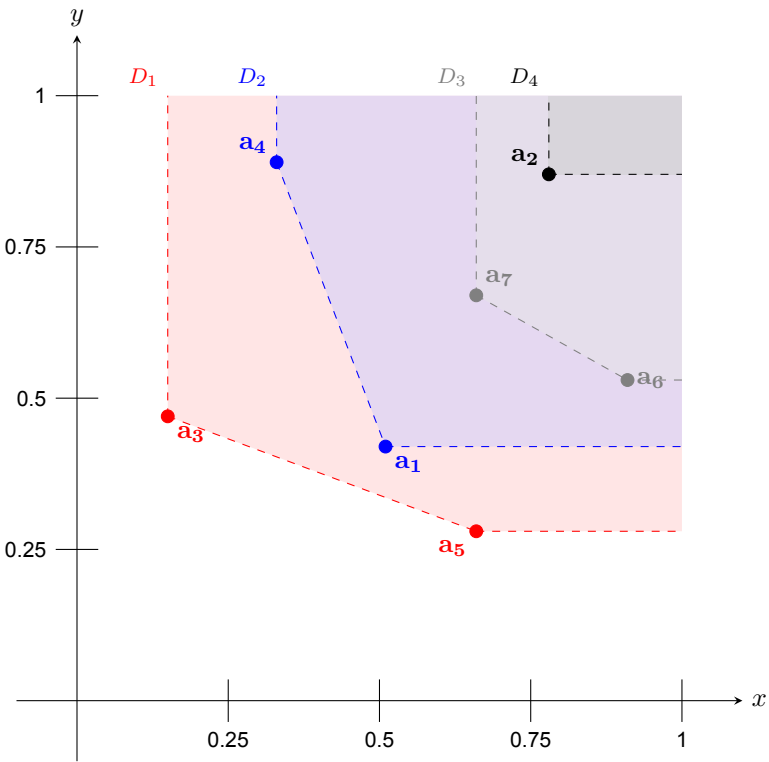 y
D₁ D₂ D₃ D₄
1
a₄
a₂
0.75
a₇
0.5
a₆
a₃
a₁
0.25
a₅
x
0.25 0.5 0.75 1